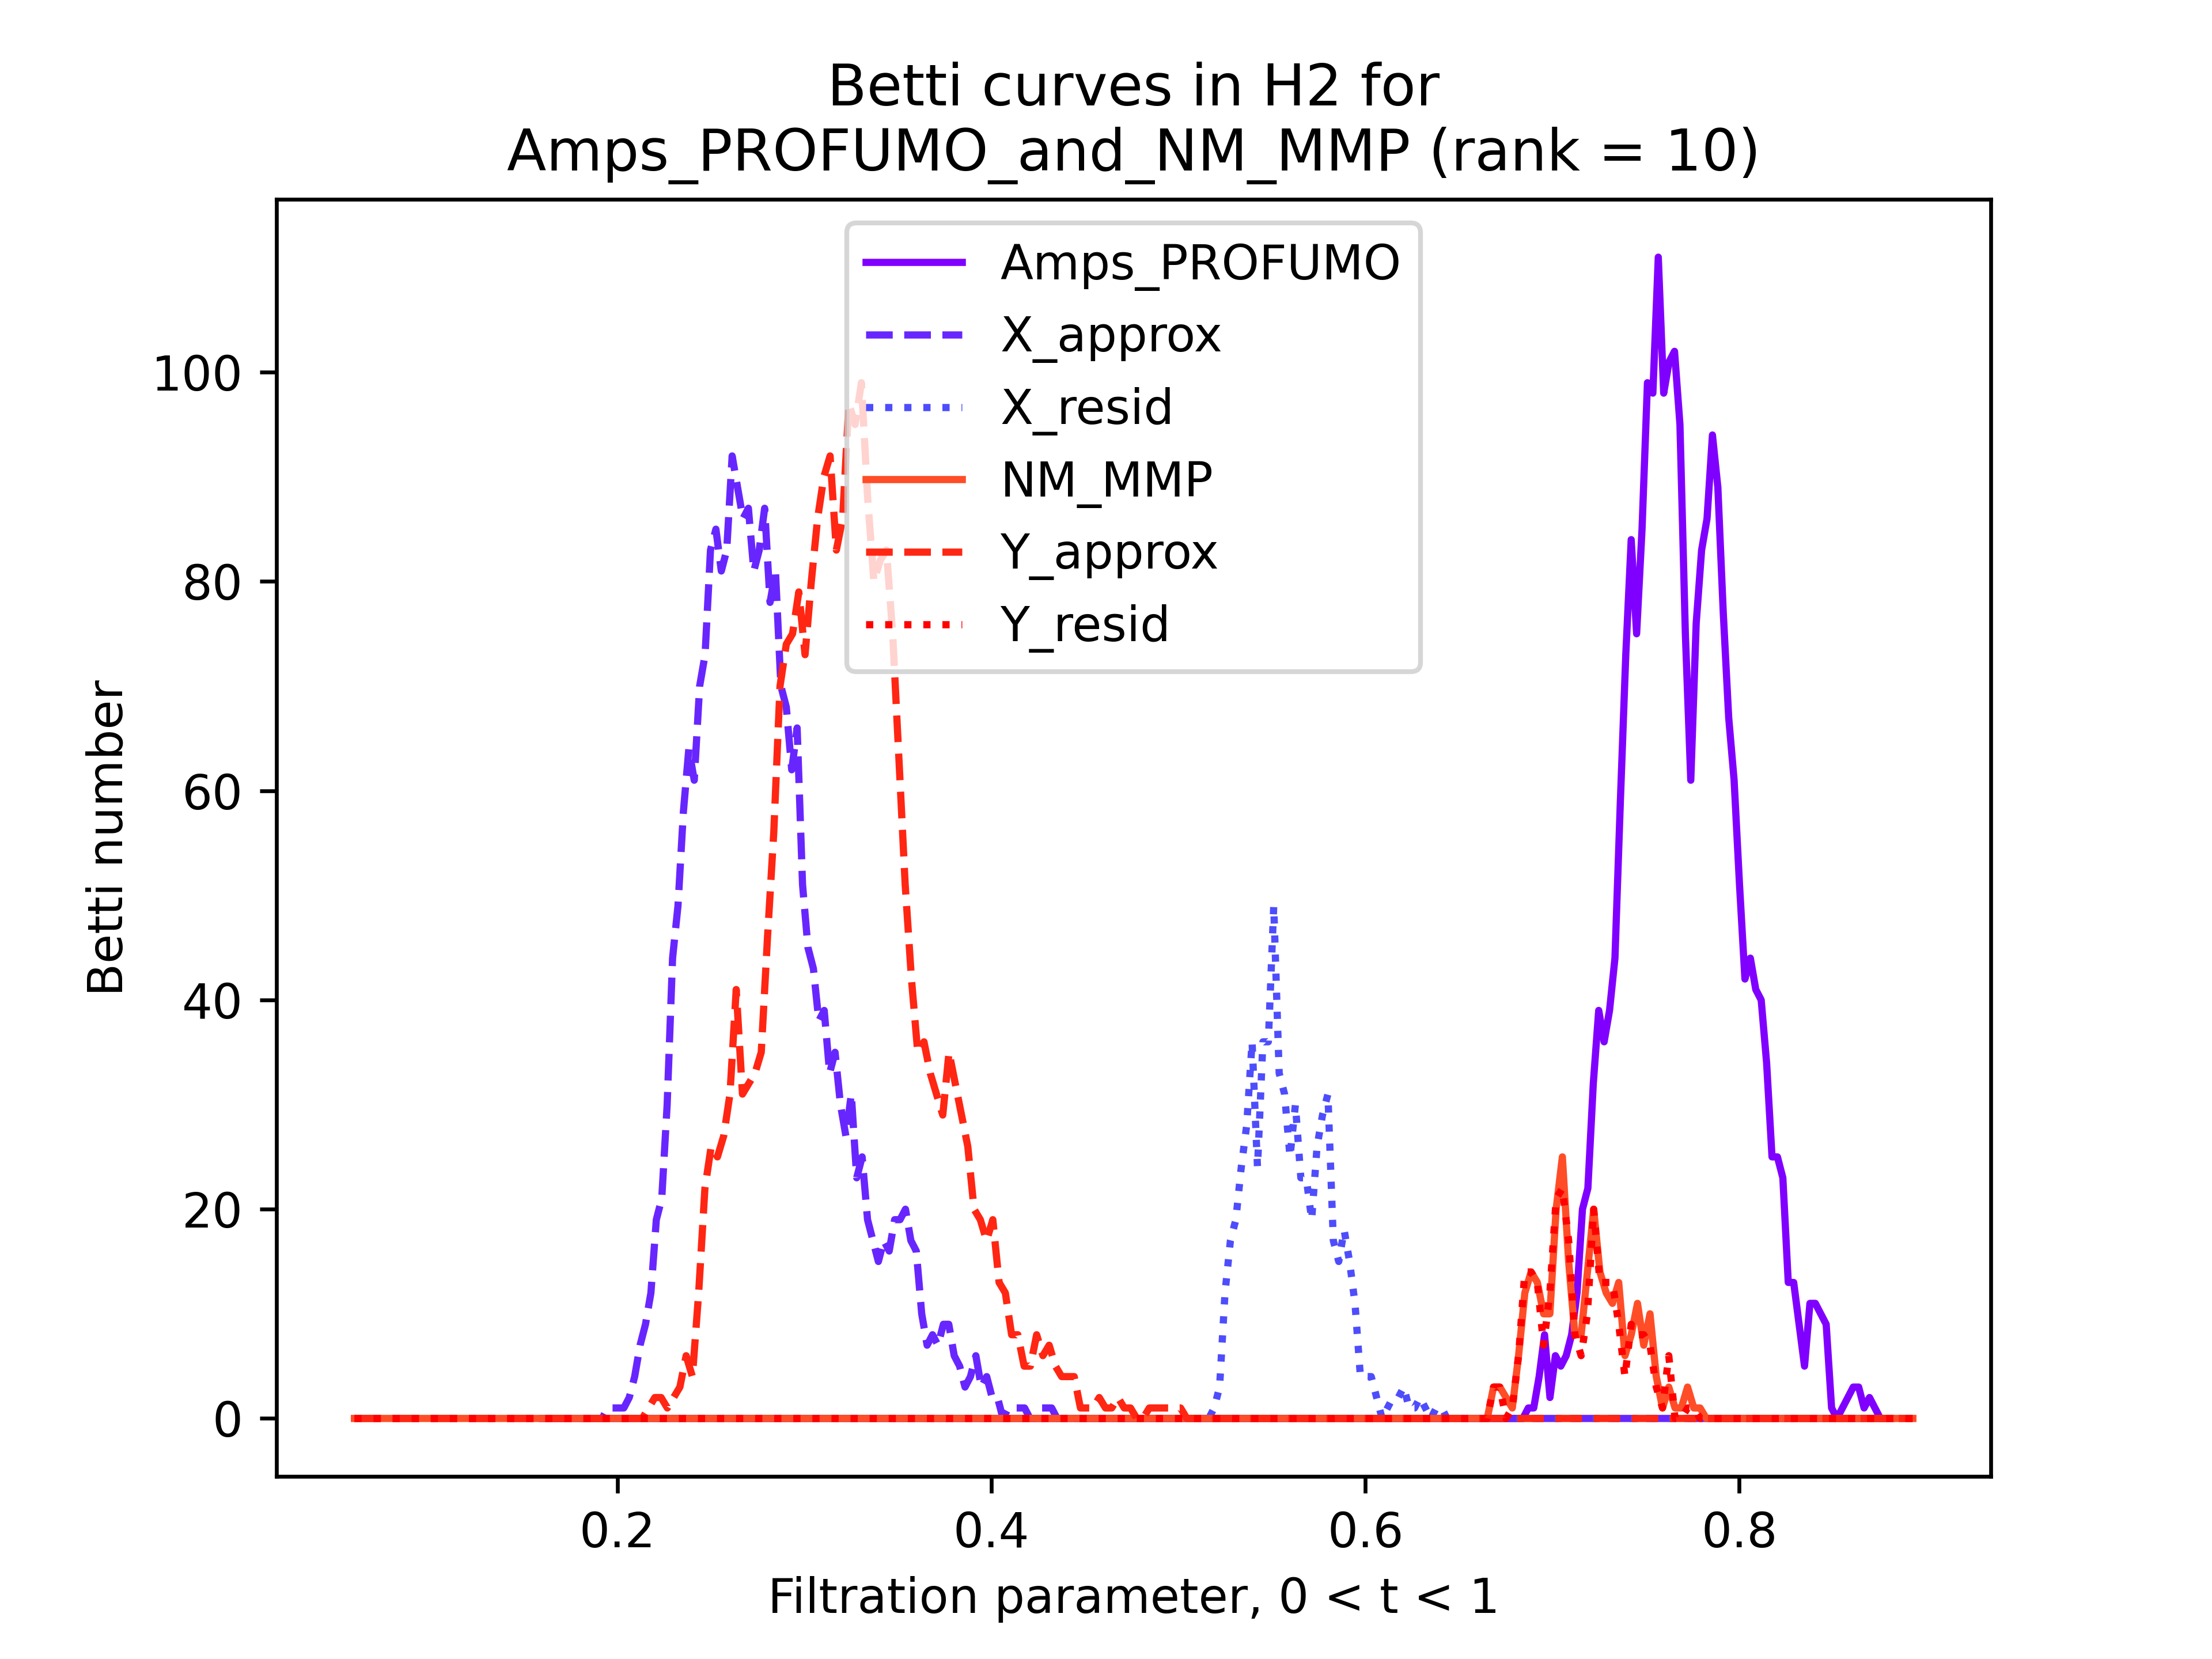 Betti curves in H2 for
Amps_PROFUMO_and_NM_MMP (rank = 10)
Amps_PROFUMO
X_approx
X_resid
NM_MMP
Y_approx
Y_resid
Betti number
100
80
60
40
20
0
0.2 0.4 0.6 0.8
Filtration parameter, 0 < t < 1